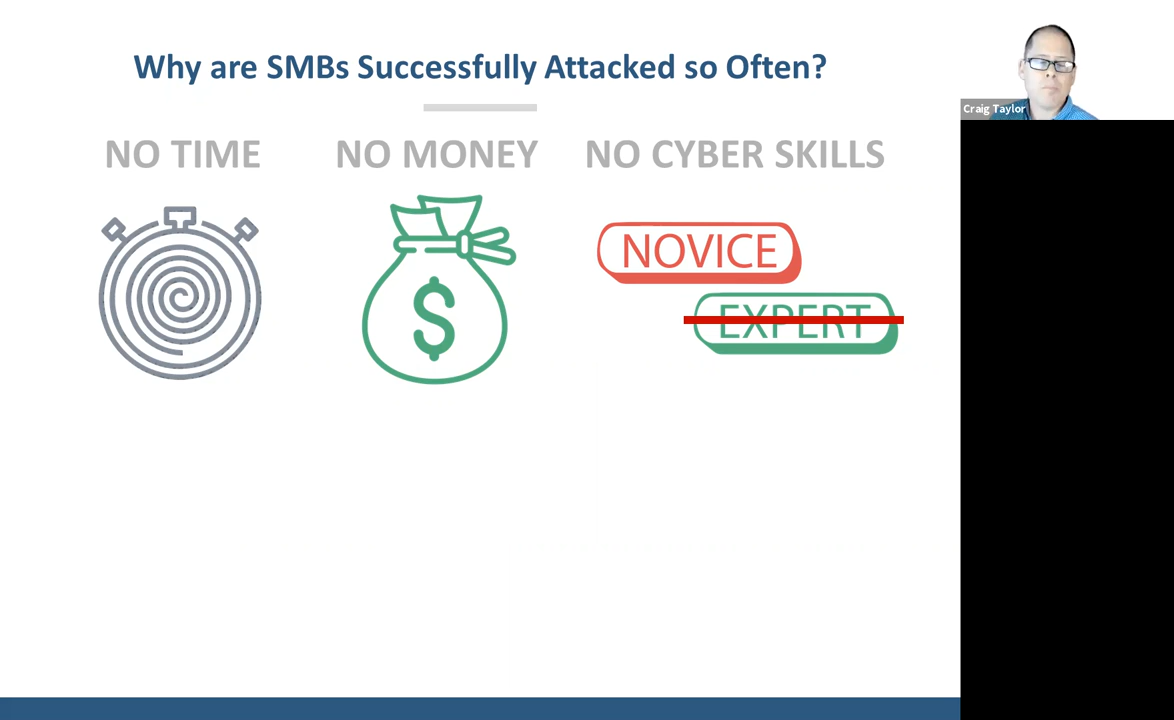 Why are SMBs Successfully Attacked so Often?
Craig Taylor
NO TIME
NO MONEY
NO CYBER SKILLS
NOVICE
EXPERT
$